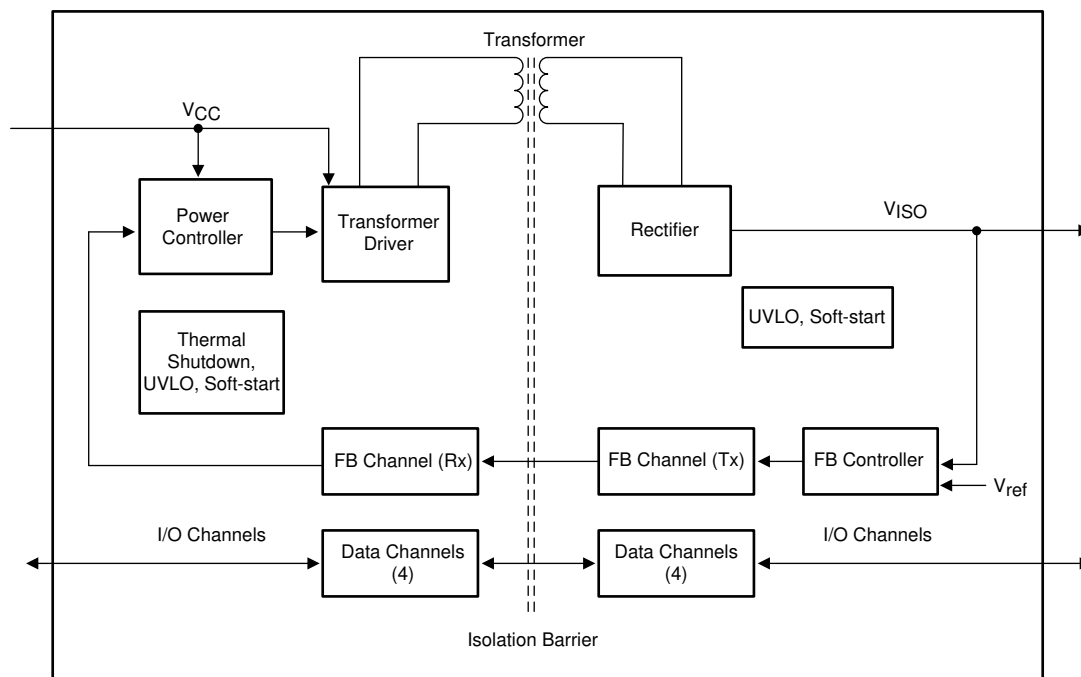 Transformer
VCC
Power
Controller
Transformer
Driver
Rectifier
VISO
Thermal
Shutdown,
UVLO, Soft-start
UVLO, Soft-start
FB Channel (Rx)
FB Channel (Tx)
FB Controller
Vref
I/O Channels
Data Channels
(4)
Data Channels
(4)
I/O Channels
Isolation Barrier